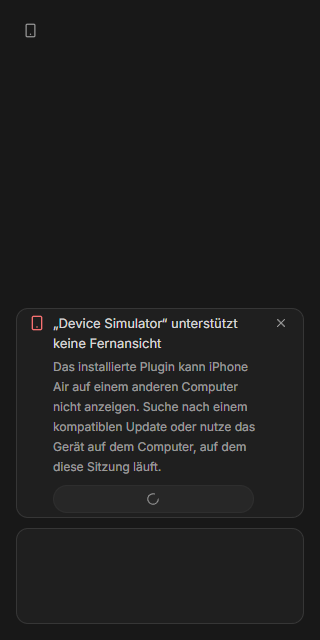 „Device Simulator“ unterstützt
keine Fernansicht
Das installierte Plugin kann iPhone
Air auf einem anderen Computer
nicht anzeigen. Suche nach einem
kompatiblen Update oder nutze das
Gerät auf dem Computer, auf dem
diese Sitzung läuft.